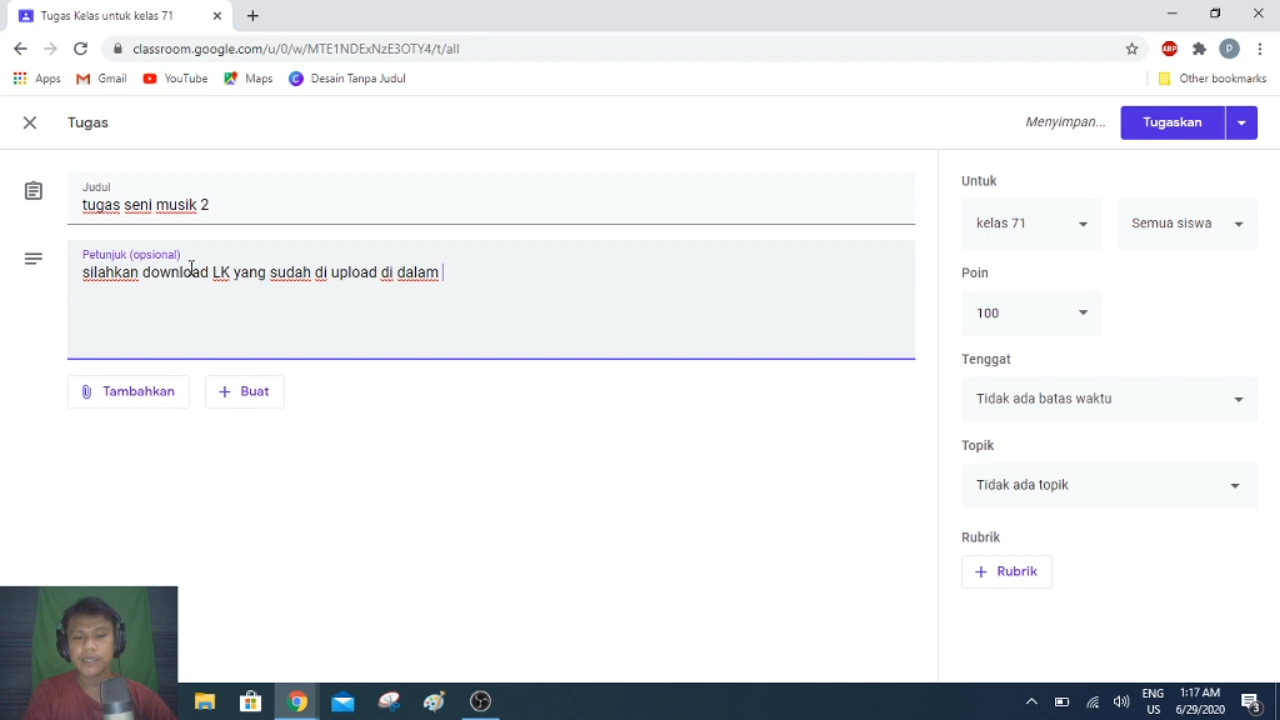 Tugas Kelas untuk kelas 71
classroom.google.com/u/0/w/MTE1NDExNzE3OTY4/t/all
ABP
p
Apps
Gmail
YouTube
Maps
C
Desain Tanpa Judul
Other bookmarks
Tugas
Menyimpan...
Tugaskan
Judul
tugas seni musik 2
Petunjuk (opsional)
silahkan download LK yang sudah di upload di dalam
Tambahkan
Buat
Untuk
kelas 71
Semua siswa
Poin
100
Tenggat
Tidak ada batas waktu
Topik
Tidak ada topik
Rubrik
Rubrik
ENG
US
1:17 AM
6/29/2020
3